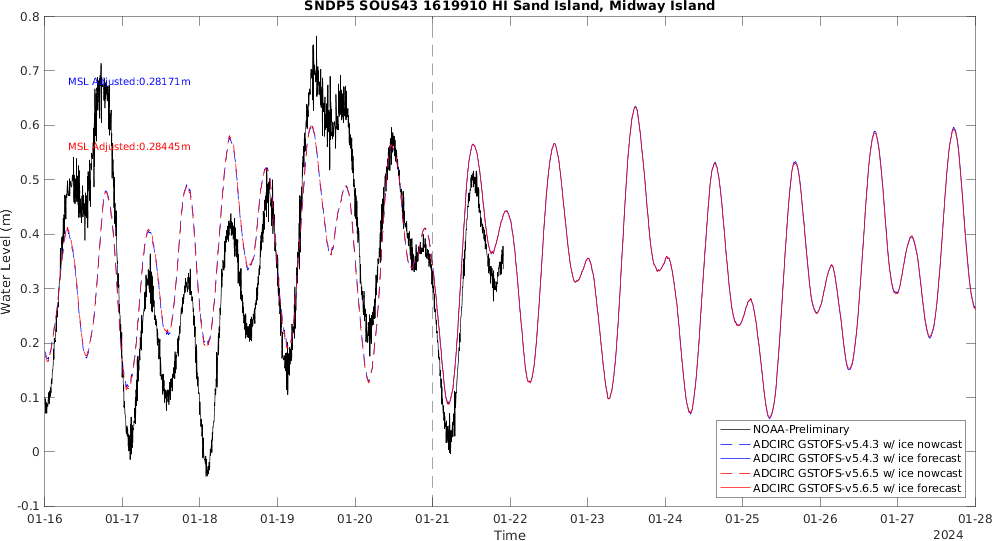 SNDP5 SOUS43 1619910 HI Sand Island, Midway Island
0.8
0.7
0.6
0.5
0.4
0.3
0.2
0.1
0
-0.1
Water Level (m)
MSL Adjusted:0.28171m
MSL Adjusted:0.28445m
NOAA-Preliminary
ADCIRC GSTOFS-v5.4.3 w/ ice nowcast
ADCIRC GSTOFS-v5.4.3 w/ ice forecast
ADCIRC GSTOFS-v5.6.5 w/ ice nowcast
ADCIRC GSTOFS-v5.6.5 w/ ice forecast
01-16 01-17 01-18 01-19 01-20 01-21 01-22 01-23 01-24 01-25 01-26 01-27 01-28
Time
2024